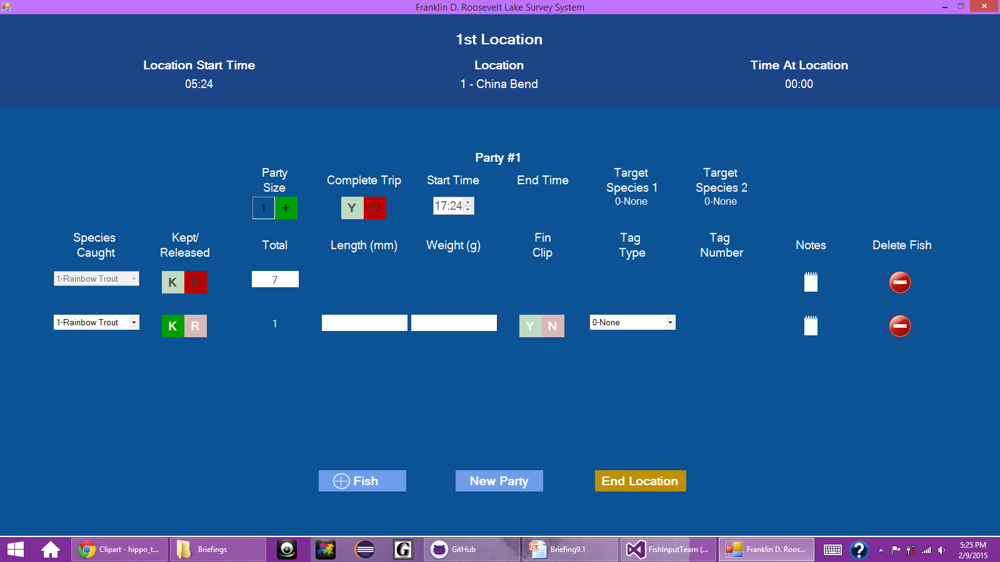 Franklin D. Roosevelt Lake Survey System
1st Location
Location Start Time
05:24
Location
1 - China Bend
Time At Location
00:00
Party #1
Party
Size
1 +
Complete Trip
Y N
Start Time
17:24
End Time
Target
Species 1
0-None
Target
Species 2
0-None
Species
Caught
Kept/
Released
Total
Length (mm)
Weight (g)
Fin
Clip
Tag
Type
Tag
Number
Notes
Delete Fish
1-Rainbow Trout
K R
7
1-Rainbow Trout
K R
1
Y N
0-None
Fish
New Party
End Location
Clipart - hippo_t...
Briefings
G
GitHub
Briefing9.1
FishInputTeam (...
Franklin D. Roos...
?
5:25 PM
2/9/2015